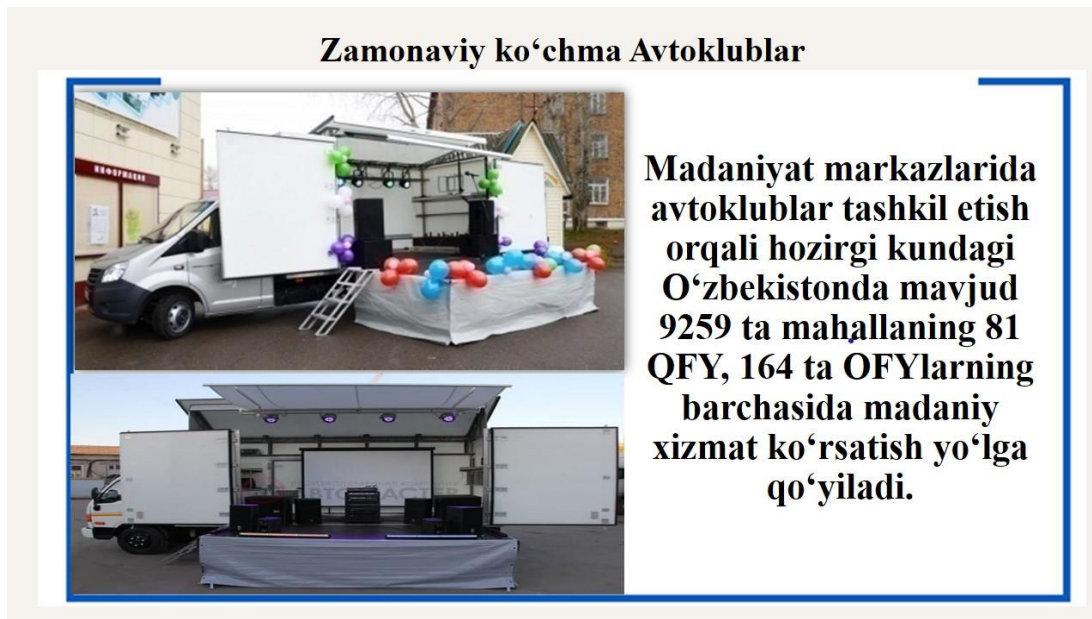 Zamonaviy ko‘chma Avtoklublar
ИНФОРМАЦИЯ
Madaniyat markazlarida
avtoklublar tashkil etish
orqali hozirgi kundagi
O‘zbekistonda mavjud
9259 ta mahallaning 81
QFY, 164 ta OFYlarning
barchasida madaniy
xizmat ko‘rsatish yo‘lga
qo‘yiladi.